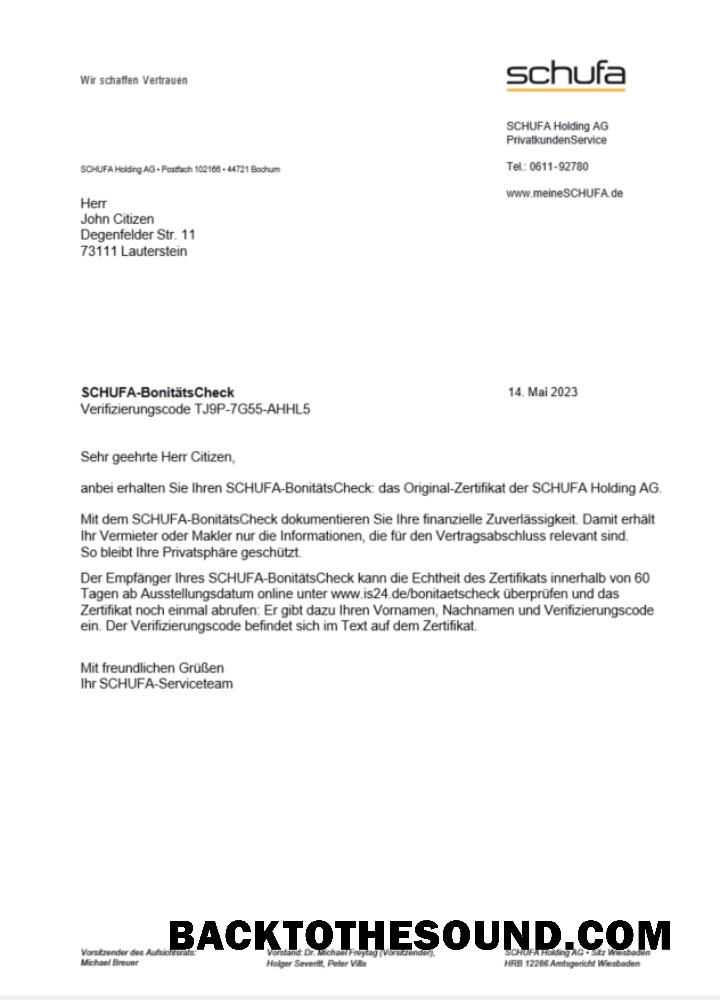 Wir schaffen Vertrauen
schufa
SCHUFA Holding AG
PrivatkundenService
Tel.: 0611-92780
www.meineSCHUFA.de
SCHUFA Holding AG • Postfach 102166 • 44721 Bochum
Herr
John Citizen
Degenfelder Str. 11
73111 Lauterstein
SCHUFA-BonitätsCheck
14. Mai 2023
Verifizierungscode TJ9P-7G55-AHHL5
Sehr geehrte Herr Citizen,
anbei erhalten Sie Ihren SCHUFA-BonitätsCheck: das Original-Zertifikat der SCHUFA Holding AG.
Mit dem SCHUFA-BonitätsCheck dokumentieren Sie Ihre finanzielle Zuverlässigkeit. Damit erhält
Ihr Vermieter oder Makler nur die Informationen, die für den Vertragsabschluss relevant sind.
So bleibt Ihre Privatsphäre geschützt.
Der Empfänger Ihres SCHUFA-BonitätsCheck kann die Echtheit des Zertifikats innerhalb von 60
Tagen ab Ausstellungsdatum online unter www.is24.de/bonitaetscheck überprüfen und das
Zertifikat noch einmal abrufen: Er gibt dazu Ihren Vornamen, Nachnamen und Verifizierungscode
ein. Der Verifizierungscode befindet sich im Text auf dem Zertifikat.
Mit freundlichen Grüßen
Ihr SCHUFA-Serviceteam
BACKTOTHESOUND.COM
Vorsitzender des Aufsichtsrats:
Michael Breuer
Vorstand: Dr. Michael Freytag (Vorsitzender),
Holger Severitt, Peter Villa
SCHUFA Holding AG • Sitz Wiesbaden
HRB 12286 Amtsgericht Wiesbaden